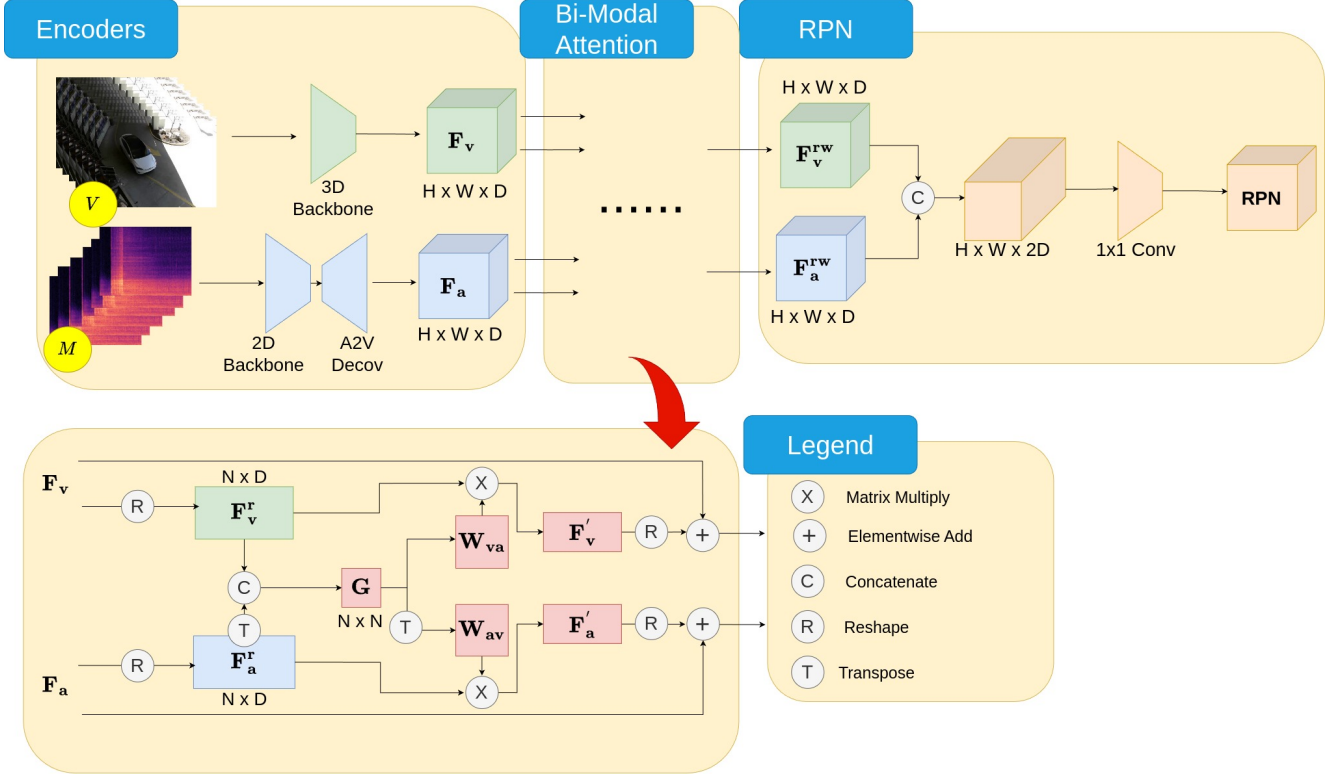 Encoders
Bi-Modal
Attention
RPN
V
3D
Backbone
F_v
H x W x D
M
2D
Backbone
A2V
Decov
F_a
H x W x D
......
H x W x D
F_v^rw
F_a^rw
H x W x D
C
H x W x 2D
1x1 Conv
RPN
F_v
R
N x D
F_v^r
C
T
F_a^r
N x D
F_a
R
G
N x N
T
X
W_va
W_av
X
F_v'
R
+
F_a'
R
+
Legend
X Matrix Multiply
+ Elementwise Add
C Concatenate
R Reshape
T Transpose